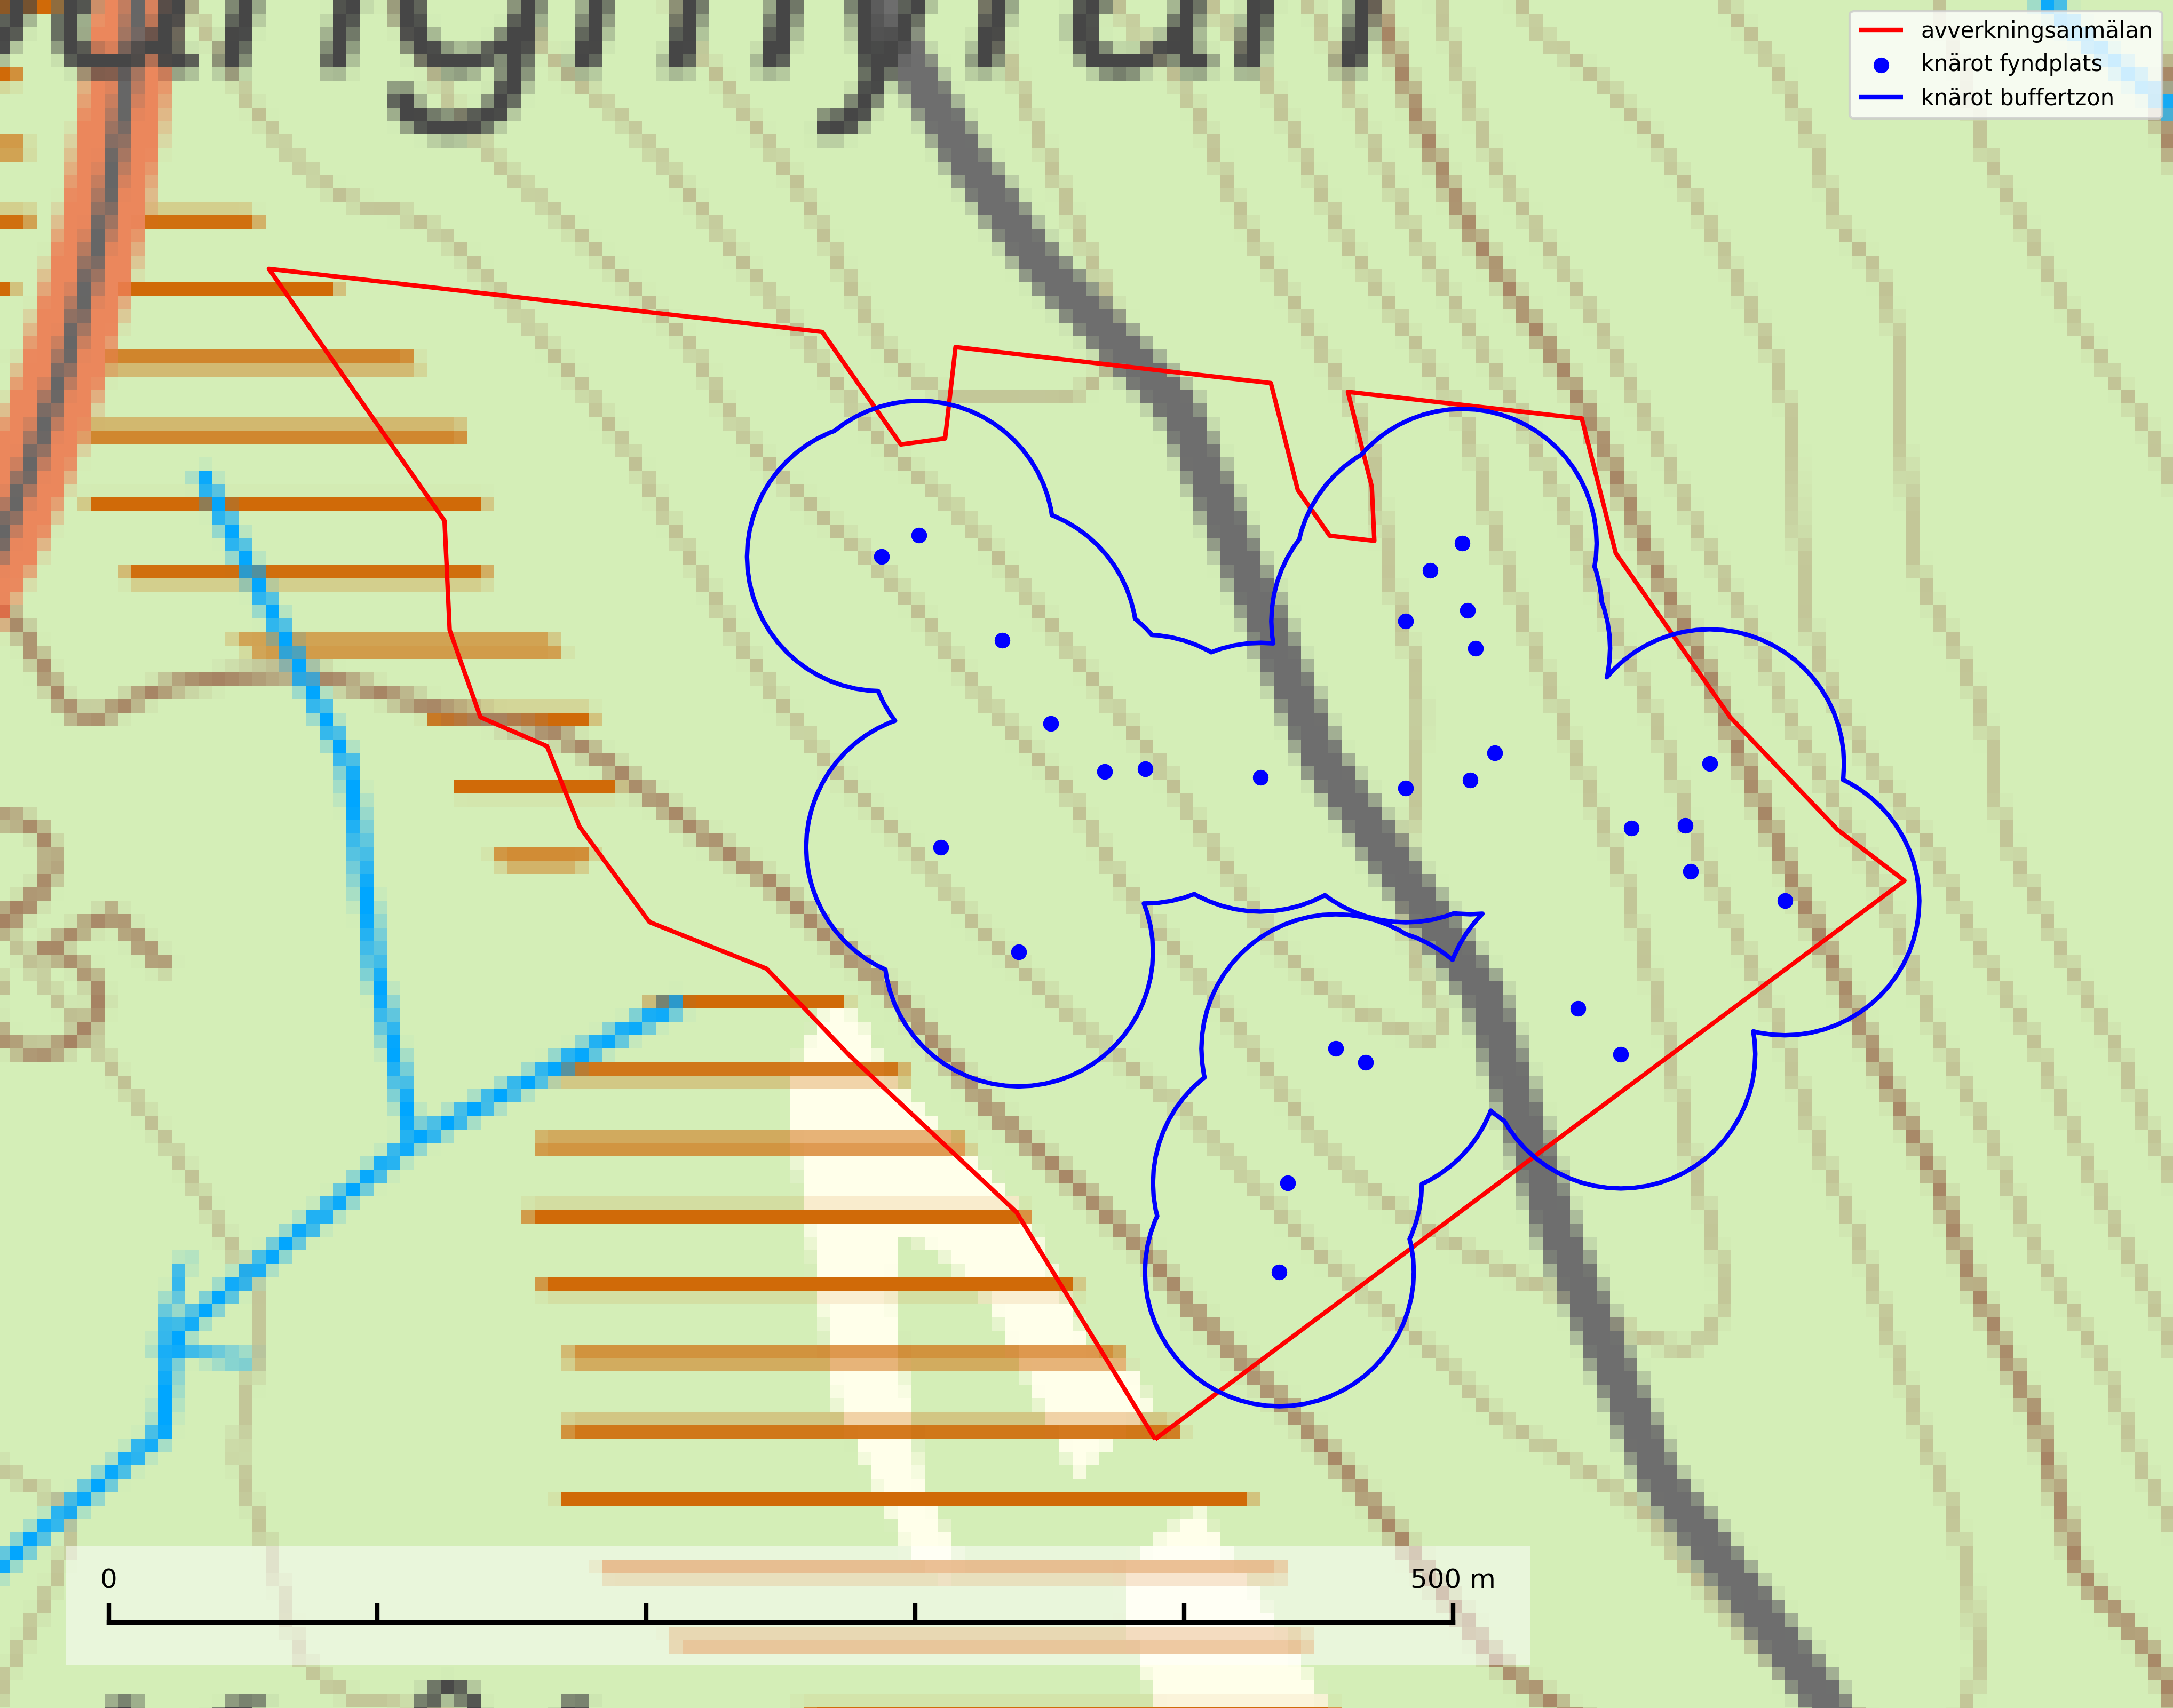 avverkningsanmälan
knärot fyndplats
knärot buffertzon
0
500 m